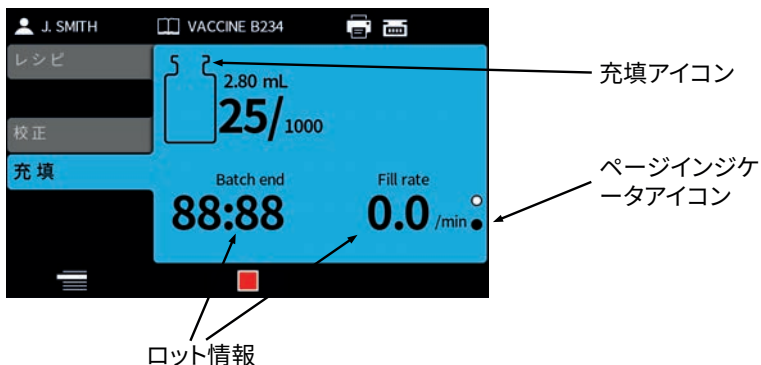 J. SMITH
VACCINE B234
レシピ
2.80 mL
充填アイコン
25/1000
校正
充填
Batch end
Fill rate
ページインジケ
ータアイコン
88:88
0.0 /min
ロット情報